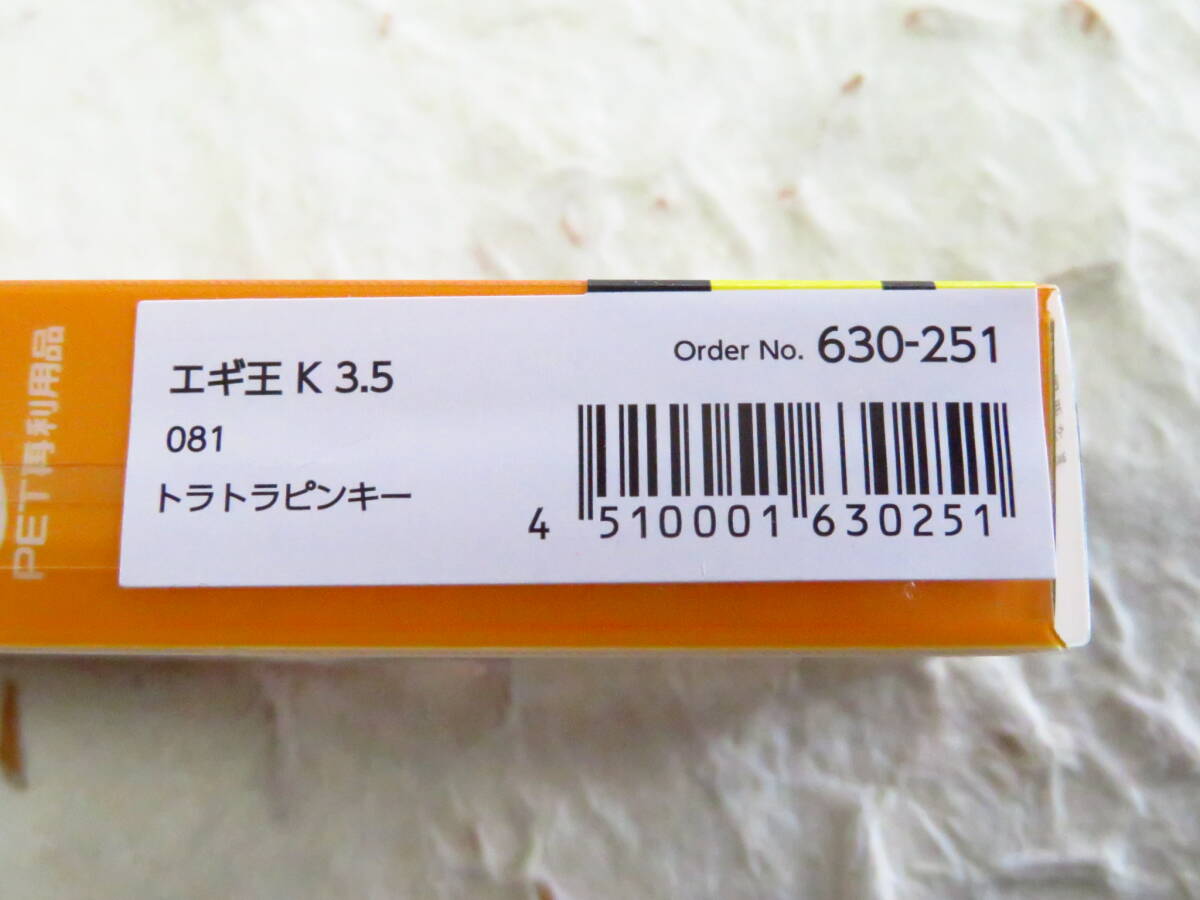 PET再利用品
エギ王 K 3.5
081
トラトラピンキー
Order No. 630-251
4 510001 630251